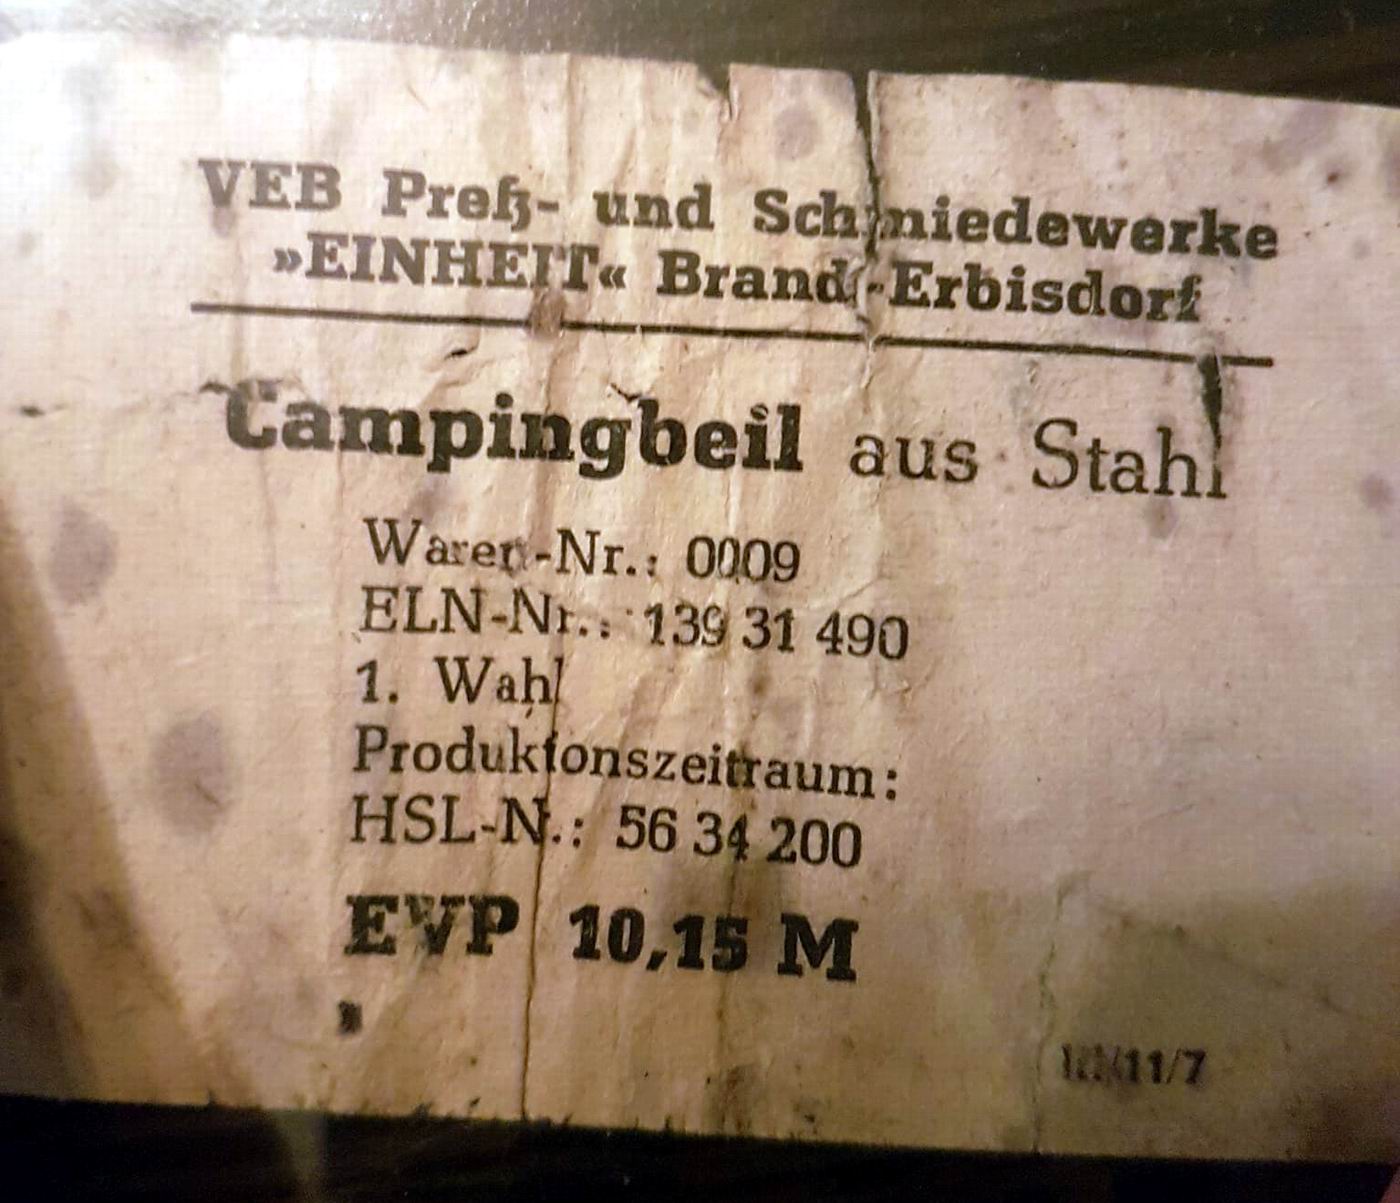 VEB Preß- und Schmiedewerke
»EINHEIT« Brand-Erbisdorf
Campingbeil aus Stahl
Waren-Nr.: 0009
ELN-Nr.: 139 31 490
1. Wahl
Produktionszeitraum:
HSL-N.: 56 34 200
EVP 10,15 M